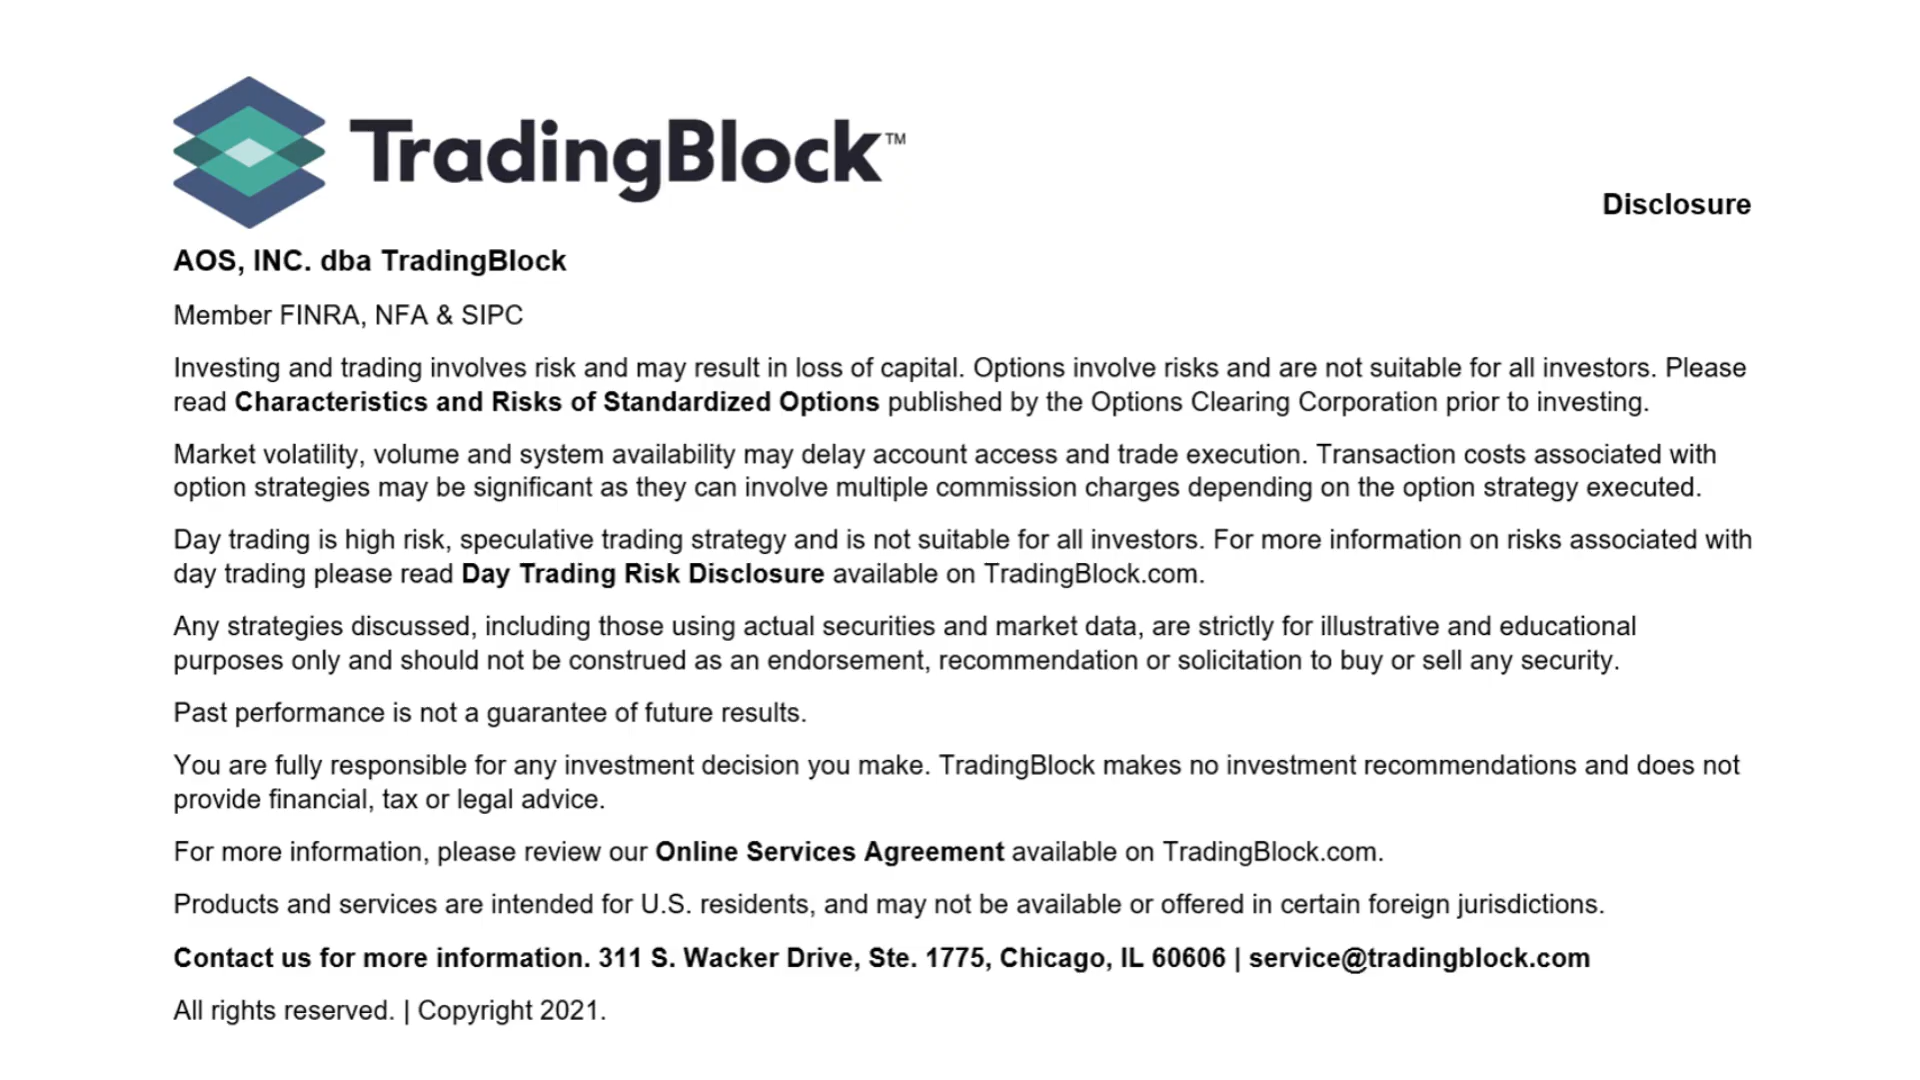 TradingBlock™
Disclosure
AOS, INC. dba TradingBlock
Member FINRA, NFA & SIPC
Investing and trading involves risk and may result in loss of capital. Options involve risks and are not suitable for all investors. Please
read Characteristics and Risks of Standardized Options published by the Options Clearing Corporation prior to investing.
Market volatility, volume and system availability may delay account access and trade execution. Transaction costs associated with
option strategies may be significant as they can involve multiple commission charges depending on the option strategy executed.
Day trading is high risk, speculative trading strategy and is not suitable for all investors. For more information on risks associated with
day trading please read Day Trading Risk Disclosure available on TradingBlock.com.
Any strategies discussed, including those using actual securities and market data, are strictly for illustrative and educational
purposes only and should not be construed as an endorsement, recommendation or solicitation to buy or sell any security.
Past performance is not a guarantee of future results.
You are fully responsible for any investment decision you make. TradingBlock makes no investment recommendations and does not
provide financial, tax or legal advice.
For more information, please review our Online Services Agreement available on TradingBlock.com.
Products and services are intended for U.S. residents, and may not be available or offered in certain foreign jurisdictions.
Contact us for more information. 311 S. Wacker Drive, Ste. 1775, Chicago, IL 60606 | service@tradingblock.com
All rights reserved. | Copyright 2021.